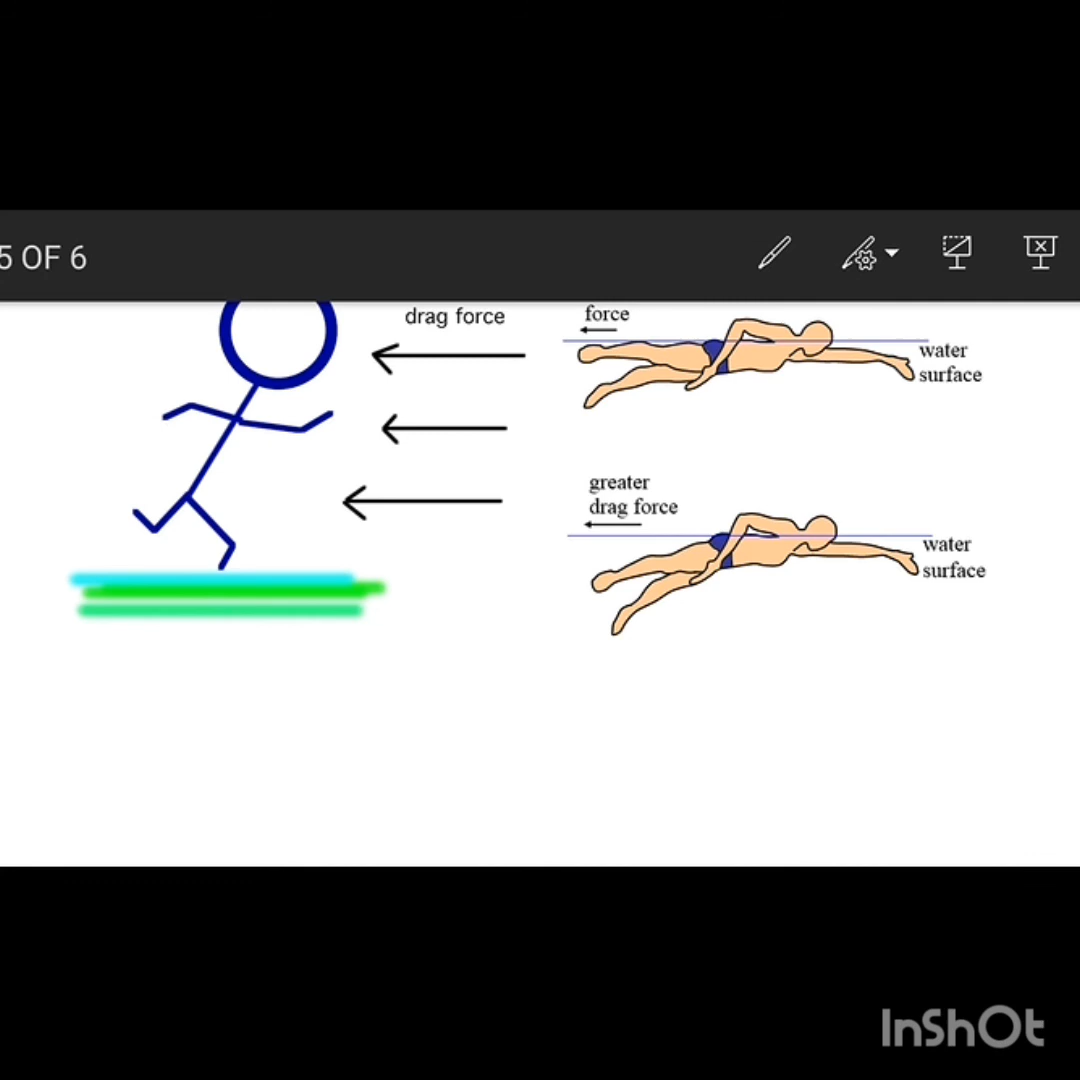 5 OF 6
drag force
force
water
surface
greater
drag force
water
surface
InShOt